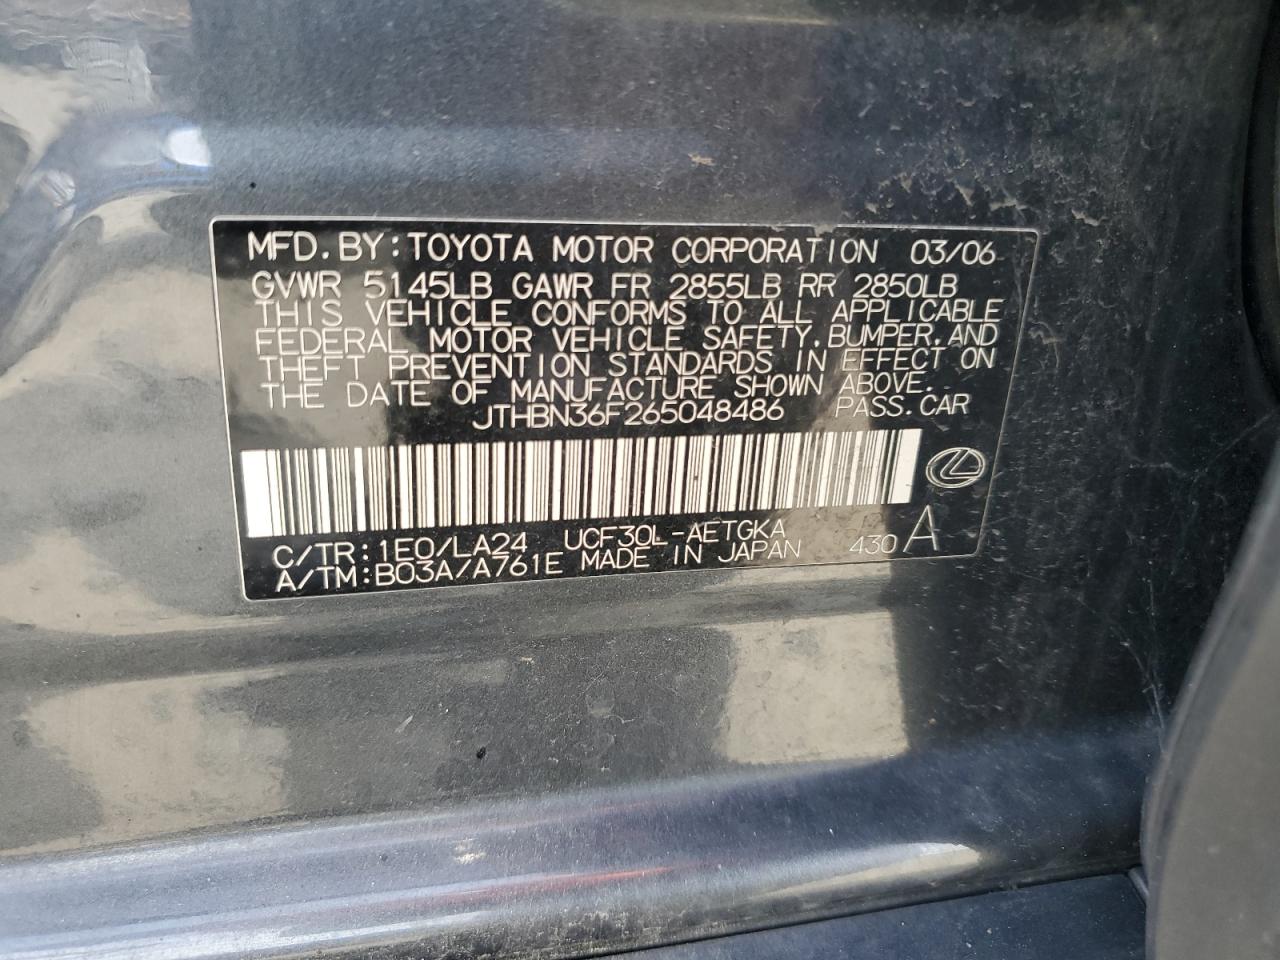 MFD.BY:TOYOTA MOTOR CORPORATION 03/06
GVWR 5145LB GAWR FR 2855LB RR 2850LB
THIS VEHICLE CONFORMS TO ALL APPLICABLE
FEDERAL MOTOR VEHICLE SAFETY,BUMPER,AND
THEFT PREVENTION STANDARDS IN EFFECT ON
THE DATE OF MANUFACTURE SHOWN ABOVE.
JTHBN36F265048486 PASS.CAR
C/TR:1E0/LA24 UCF30L-AETGKA
A/TM:B03A/A761E MADE IN JAPAN 430 A